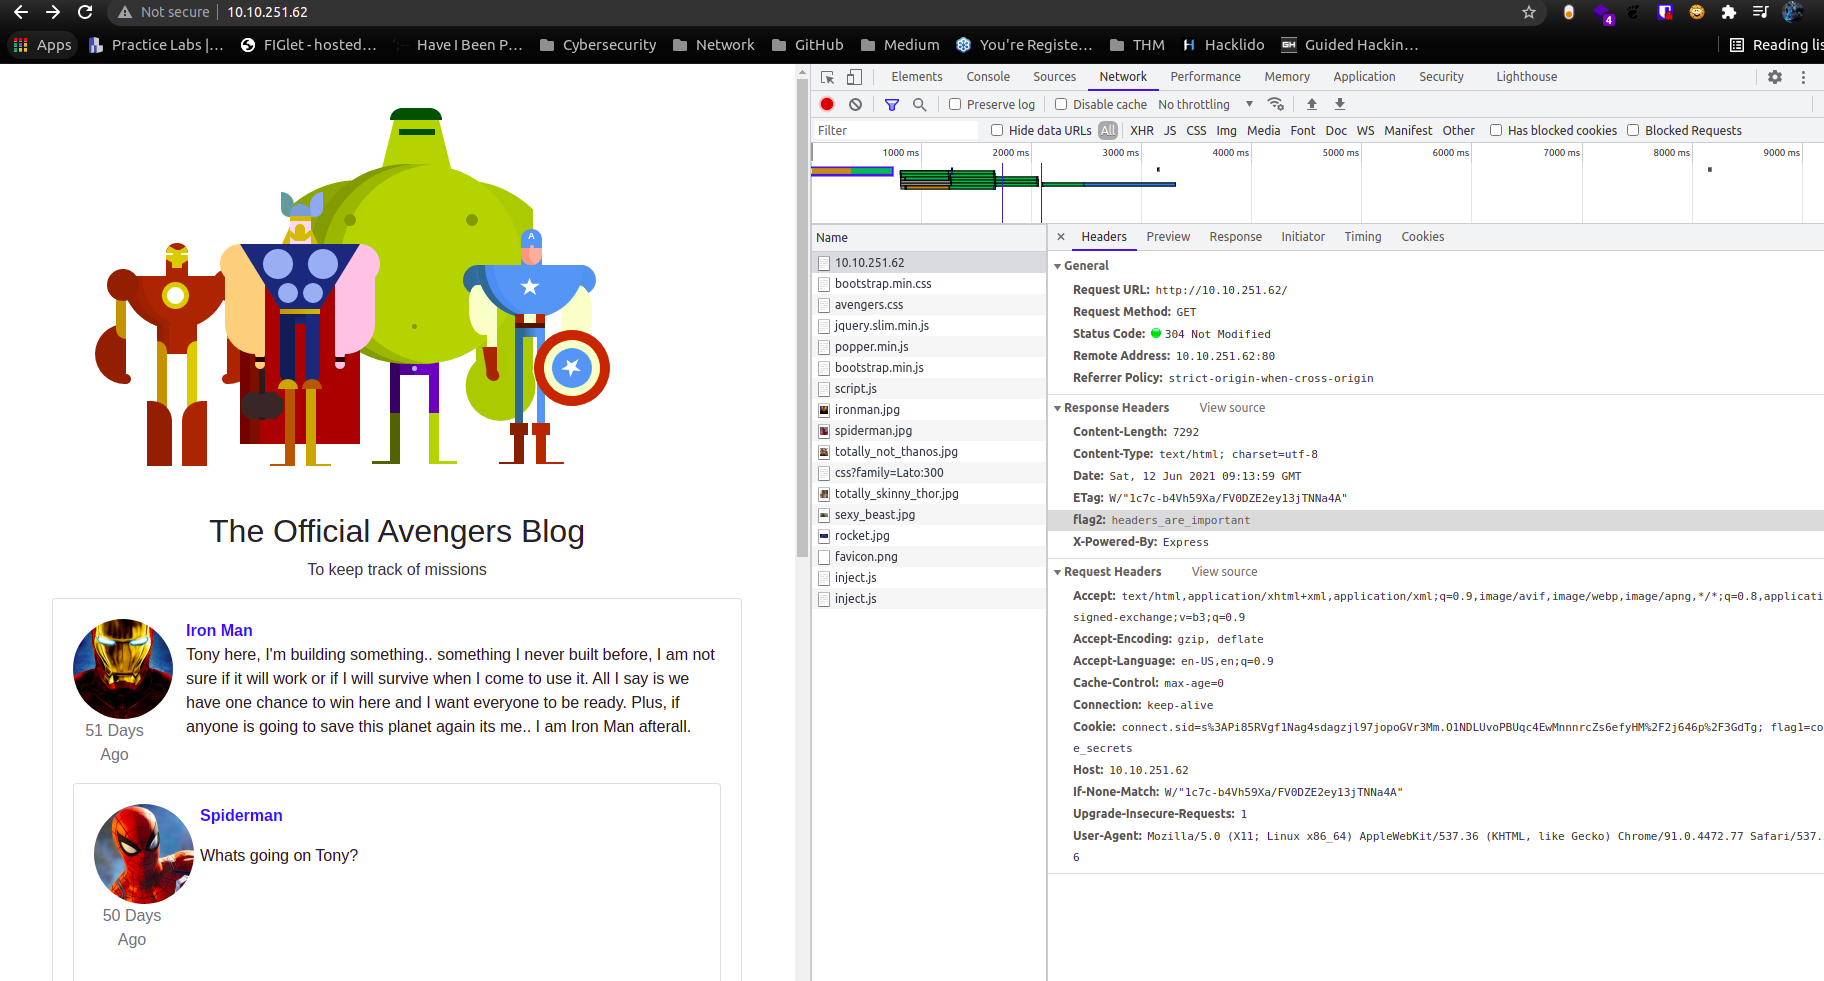 Not secure 10.10.251.62
4
Apps Practice Labs |... FIGlet - hosted... Have I Been P... Cybersecurity Network GitHub Medium You're Registe... THM Hacklido Guided Hackin... Reading lis
Elements Console Sources Network Performance Memory Application Security Lighthouse
Preserve log Disable cache No throttling
Filter Hide data URLs All XHR JS CSS Img Media Font Doc WS Manifest Other Has blocked cookies Blocked Requests
1000 ms 2000 ms 3000 ms 4000 ms 5000 ms 6000 ms 7000 ms 8000 ms 9000 ms
A
The Official Avengers Blog
To keep track of missions
Iron Man
Tony here, I'm building something.. something I never built before, I am not
sure if it will work or if I will survive when I come to use it. All I say is we
have one chance to win here and I want everyone to be ready. Plus, if
anyone is going to save this planet again its me.. I am Iron Man afterall.
51 Days
Ago
Spiderman
Whats going on Tony?
50 Days
Ago
Name
10.10.251.62
bootstrap.min.css
avengers.css
jquery.slim.min.js
popper.min.js
bootstrap.min.js
script.js
ironman.jpg
spiderman.jpg
totally_not_thanos.jpg
css?family=Lato:300
totally_skinny_thor.jpg
sexy_beast.jpg
rocket.jpg
favicon.png
inject.js
inject.js
× Headers Preview Response Initiator Timing Cookies
General
Request URL: http://10.10.251.62/
Request Method: GET
Status Code: 304 Not Modified
Remote Address: 10.10.251.62:80
Referrer Policy: strict-origin-when-cross-origin
Response Headers View source
Content-Length: 7292
Content-Type: text/html; charset=utf-8
Date: Sat, 12 Jun 2021 09:13:59 GMT
ETag: W/"1c7c-b4Vh59Xa/FV0DZE2ey13jTNNa4A"
flag2: headers_are_important
X-Powered-By: Express
Request Headers View source
Accept: text/html,application/xhtml+xml,application/xml;q=0.9,image/avif,image/webp,image/apng,*/*;q=0.8,applicati
signed-exchange;v=b3;q=0.9
Accept-Encoding: gzip, deflate
Accept-Language: en-US,en;q=0.9
Cache-Control: max-age=0
Connection: keep-alive
Cookie: connect.sid=s%3APi85RVgf1Nag4sdagzjl97jopoGVr3Mm.O1NDLUvoPBUqc4EwMnnnrcZs6efyHM%2F2j646p%2F3GdTg; flag1=co
e_secrets
Host: 10.10.251.62
If-None-Match: W/"1c7c-b4Vh59Xa/FV0DZE2ey13jTNNa4A"
Upgrade-Insecure-Requests: 1
User-Agent: Mozilla/5.0 (X11; Linux x86_64) AppleWebKit/537.36 (KHTML, like Gecko) Chrome/91.0.4472.77 Safari/537.
6